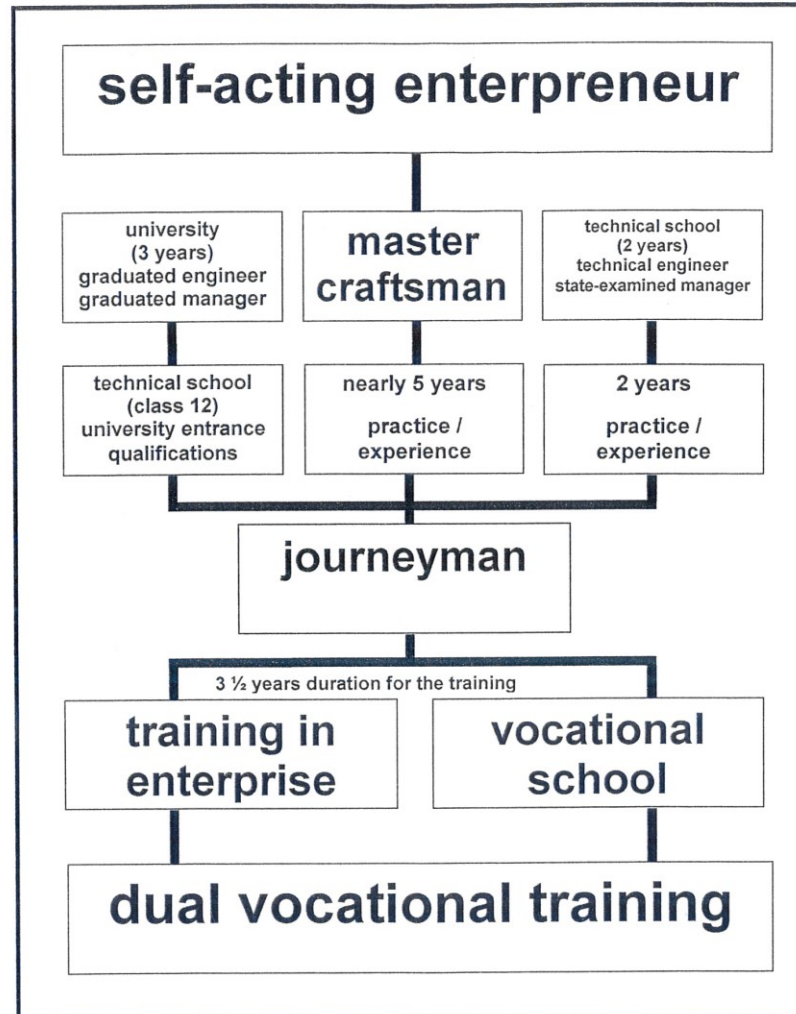 self-acting enterpreneur
university
(3 years)
graduated engineer
graduated manager
master
craftsman
technical school
(2 years)
technical engineer
state-examined manager
technical school
(class 12)
university entrance
qualifications
nearly 5 years
practice /
experience
2 years
practice /
experience
journeyman
3 ½ years duration for the training
training in
enterprise
vocational
school
dual vocational training